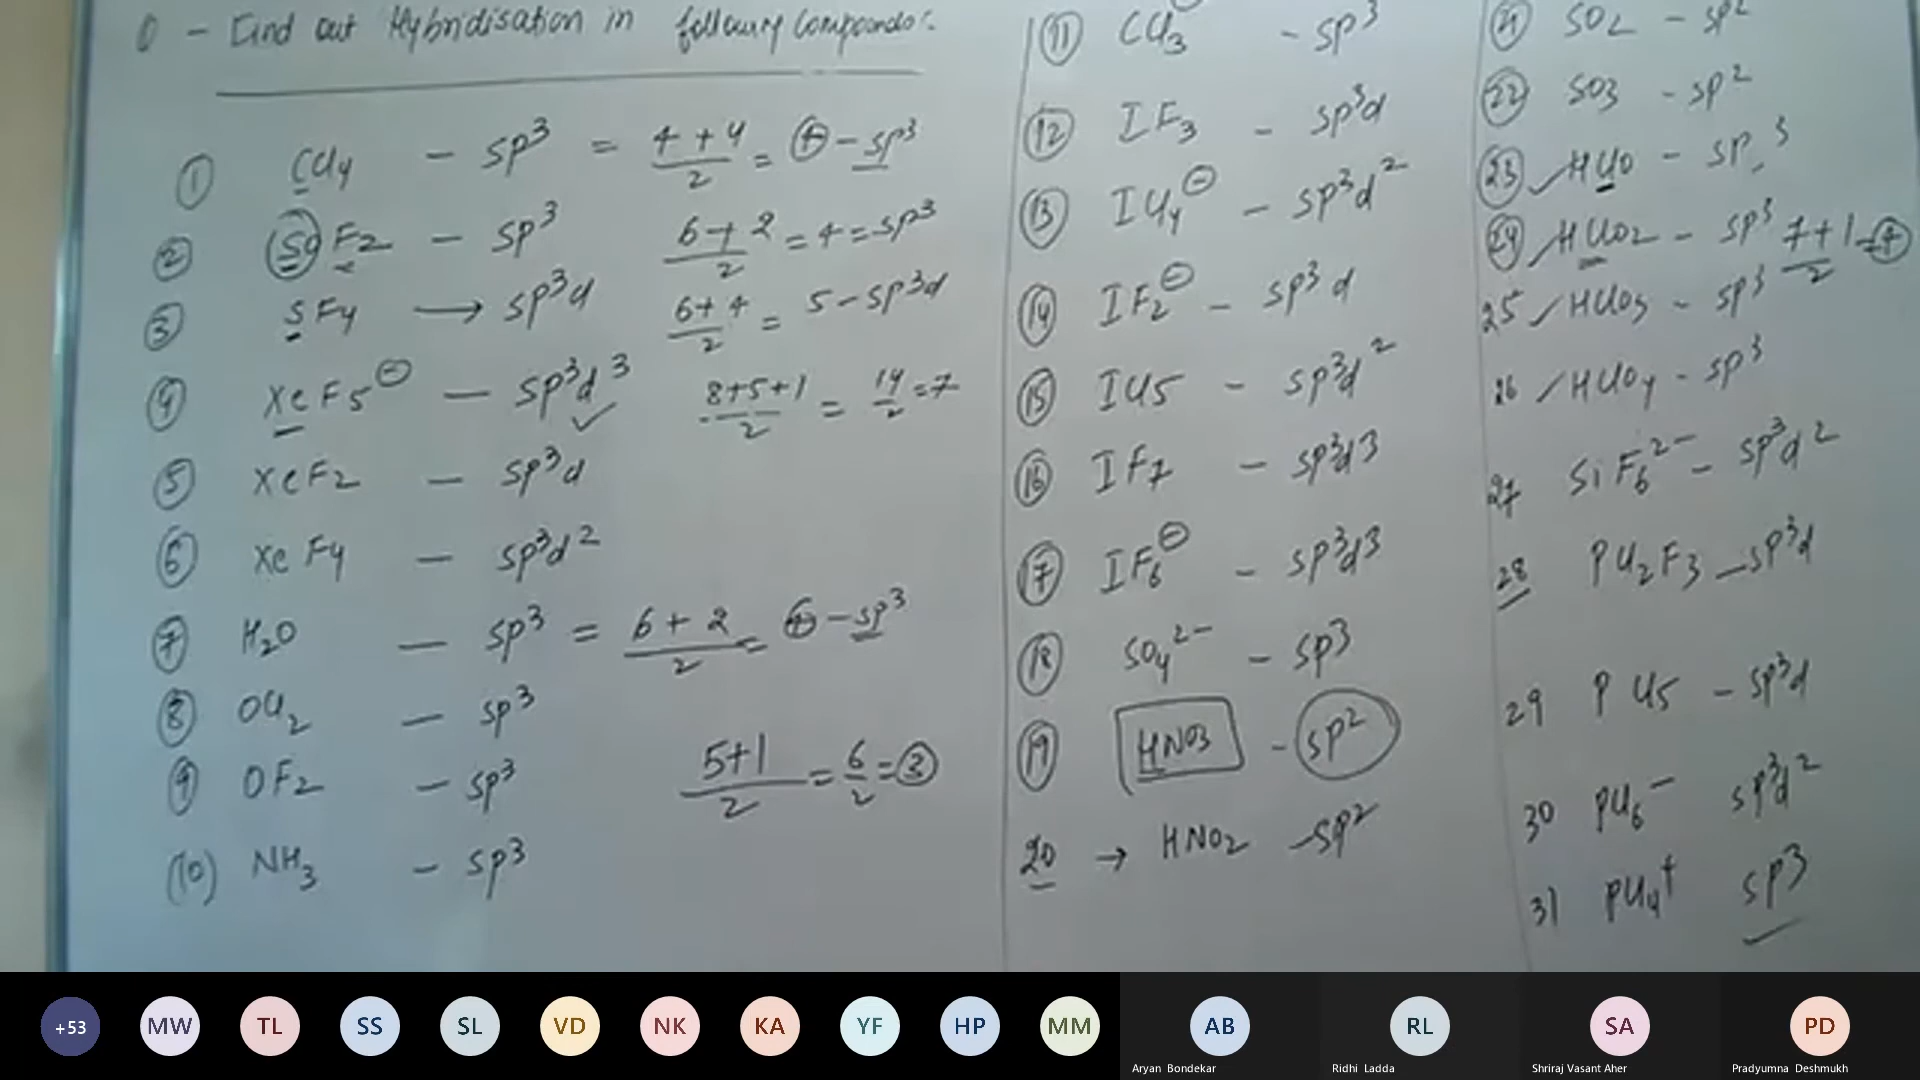 Q - Find out Hybridisation in following compounds:
① CCl4 - sp³ = 4+4/2 = ④ - sp³
② SOF2 - sp³ 6+2/2 = 4 = sp³
③ SF4 → sp³d 6+4/2 = 5 - sp³d
④ XeF5⊖ - sp³d³ ✓ 8+5+1/2 = 14/2 = 7
⑤ XeF2 - sp³d
⑥ XeF4 - sp³d²
⑦ H2O - sp³ = 6+2/2 = ④ - sp³
⑧ OCl2 - sp³
⑨ OF2 - sp³
5+1/2 = 6/2 = ③
(10) NH3 - sp³
⑪ - sp³
⑫ IF3 - sp³d
⑬ ICl4⊖ - sp³d²
⑭ IF2⊖ - sp³d
⑮ ICl5 - sp³d²
⑯ IF7 - sp³d3
⑰ IF6⊖ - sp³d3
⑱ SO4²⁻ - sp³
⑲ HNO3 - sp²
20 → HNO2 - sp²
㉑ SO2 - sp²
㉒ SO3 - sp²
㉓ ✓ HClO - sp³
㉔ ✓ HClO2 - sp³ 7+1/2 = ④
25 ✓ HClO3 - sp³
26 ✓ HClO4 - sp³
27 SiF6²⁻ - sp³d²
28 PCl2F3 - sp³d
29 PCl5 - sp³d
30 PCl6⁻ sp³d²
31 PCl4⁺ sp3
+53 MW TL SS SL VD NK KA YF HP MM AB RL SA PD
Aryan Bondekar Ridhi Ladda Shriraj Vasant Aher Pradyumna Deshmukh